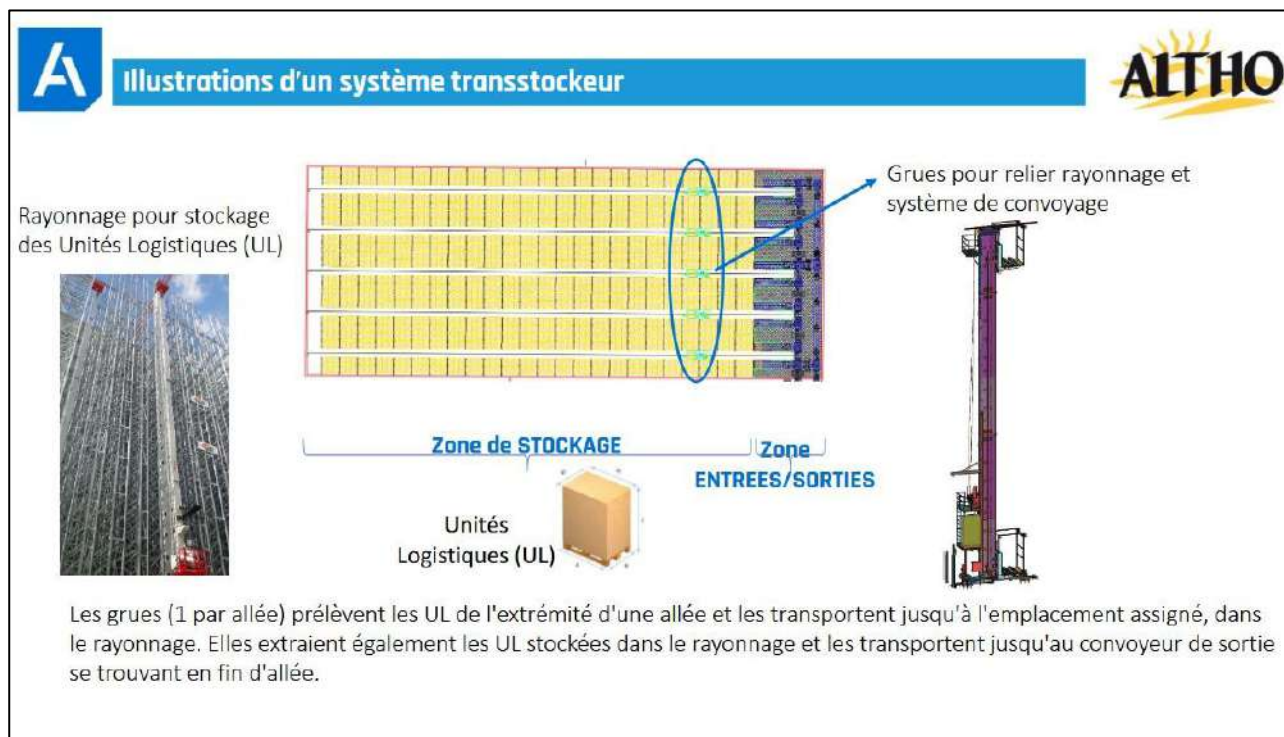 Illustrations d'un système transstockeur
ALTHO
Grues pour relier rayonnage et
système de convoyage
Rayonnage pour stockage
des Unités Logistiques (UL)
Zone de STOCKAGE
Zone
ENTREES/SORTIES
Unités
Logistiques (UL)
Les grues (1 par allée) prélèvent les UL de l'extrémité d'une allée et les transportent jusqu'à l'emplacement assigné, dans
le rayonnage. Elles extraient également les UL stockées dans le rayonnage et les transportent jusqu'au convoyeur de sortie
se trouvant en fin d'allée.